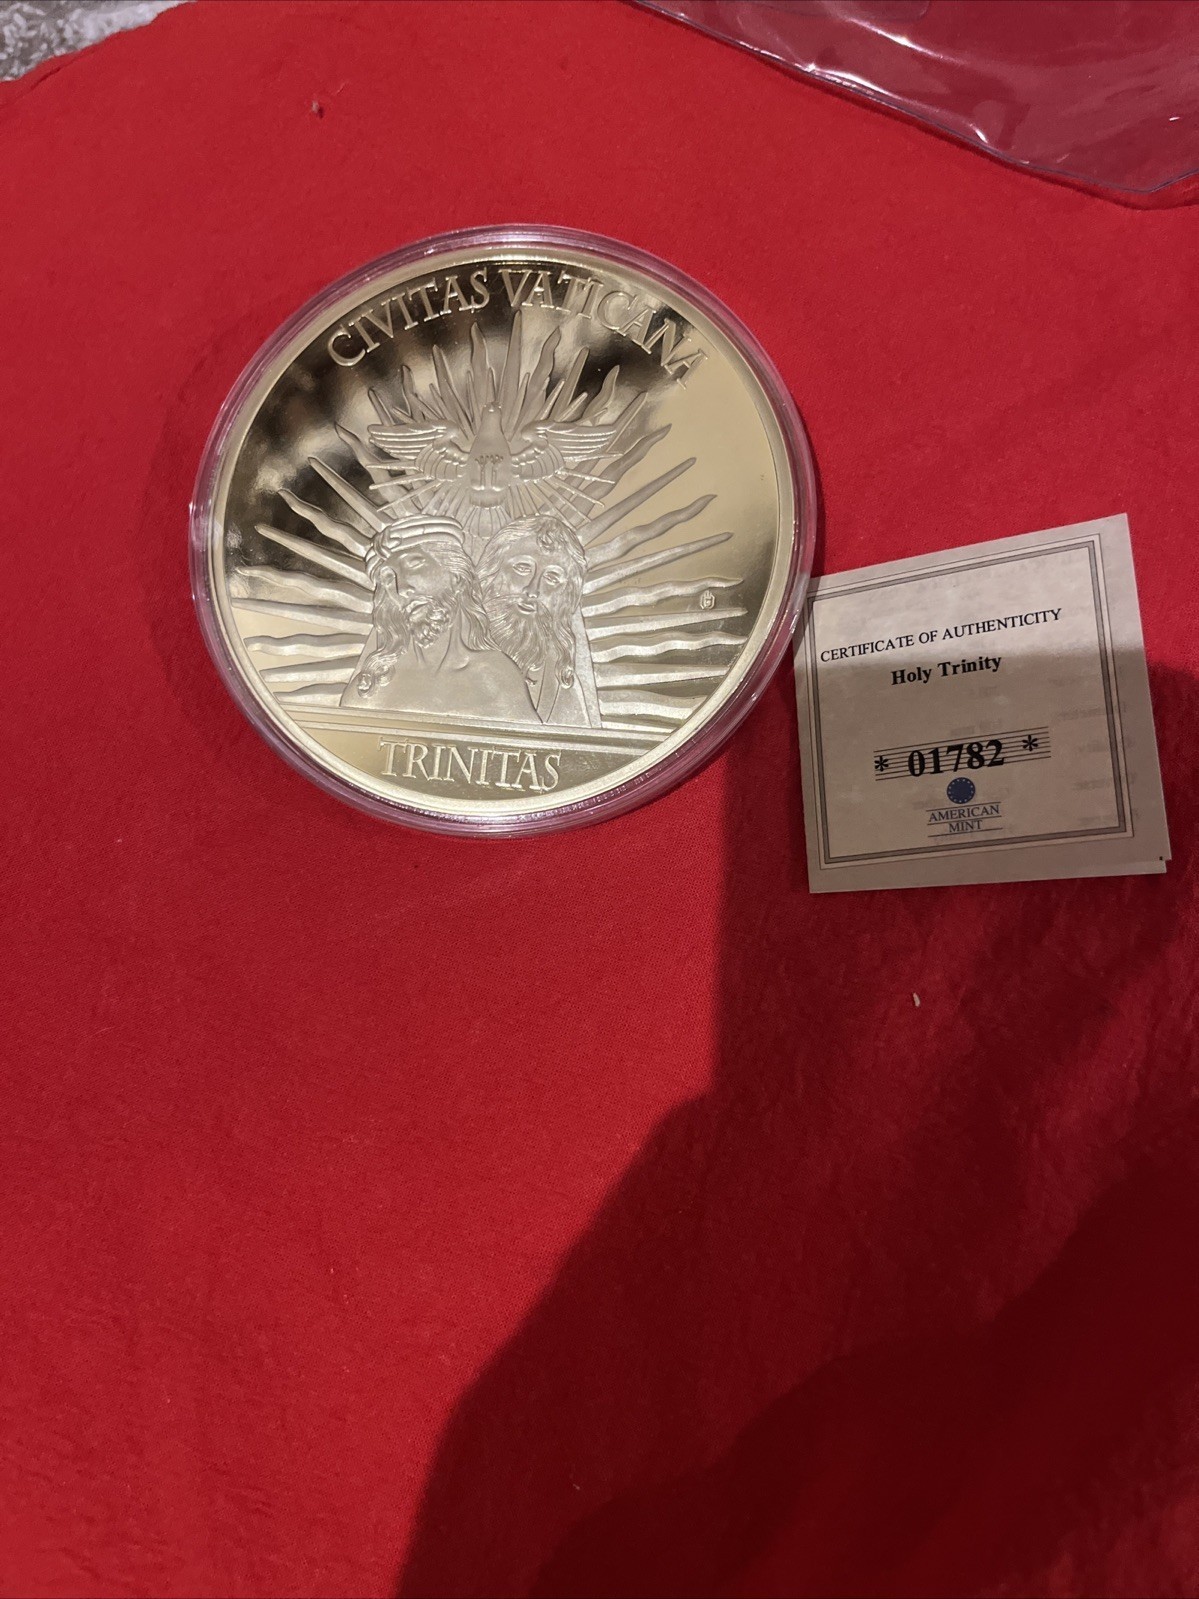 CIVITAS VATICANA
TRINITAS
CERTIFICATE OF AUTHENTICITY
Holy Trinity
* 01782 *
AMERICAN
MINT